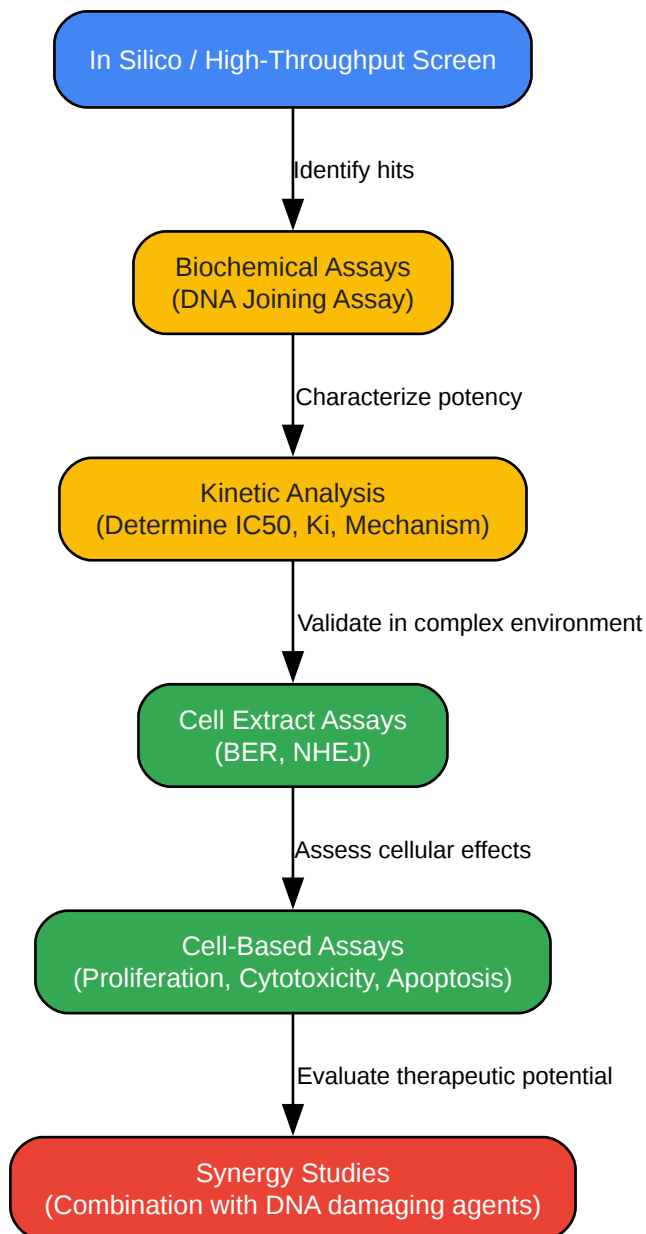 In Silico / High-Throughput Screen
Identify hits
Biochemical Assays
(DNA Joining Assay)
Characterize potency
Kinetic Analysis
(Determine IC50, Ki, Mechanism)
Validate in complex environment
Cell Extract Assays
(BER, NHEJ)
Assess cellular effects
Cell-Based Assays
(Proliferation, Cytotoxicity, Apoptosis)
Evaluate therapeutic potential
Synergy Studies
(Combination with DNA damaging agents)